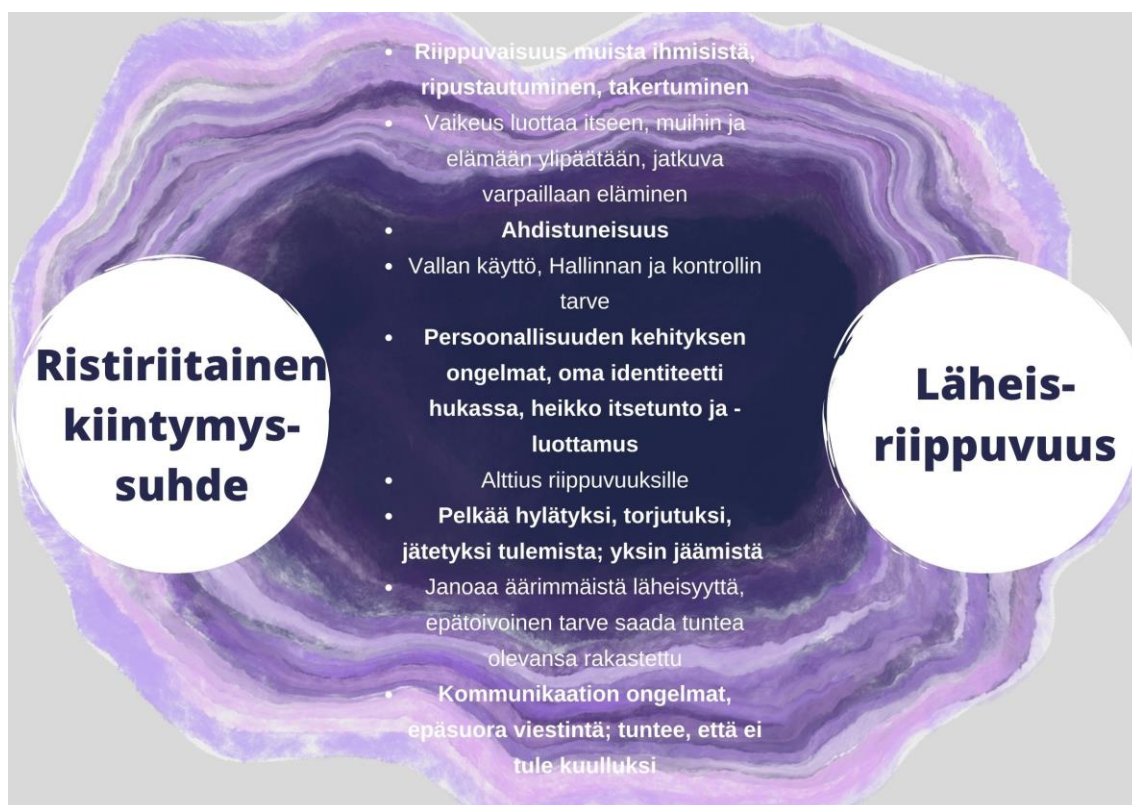 • Riippuvaisuus muista ihmisistä,
ripustautuminen, takertuminen
• Vaikeus luottaa itseen, muihin ja
elämään ylipäätään, jatkuva
varpaillaan eläminen
• Ahdistuneisuus
• Vallan käyttö, Hallinnan ja kontrollin
tarve
• Persoonallisuuden kehityksen
ongelmat, oma identiteetti
hukassa, heikko itsetunto ja -
luottamus
• Alttius riippuvuuksille
• Pelkää hylätyksi, torjutuksi,
jätetyksi tulemista; yksin jäämistä
• Janoaa äärimmäistä läheisyyttä,
epätoivoinen tarve saada tuntea
olevansa rakastettu
• Kommunikaation ongelmat,
epäsuora viestintä; tuntee, että ei
tule kuulluksi
Ristiriitainen
kiintymys-
suhde
Läheis-
riippuvuus